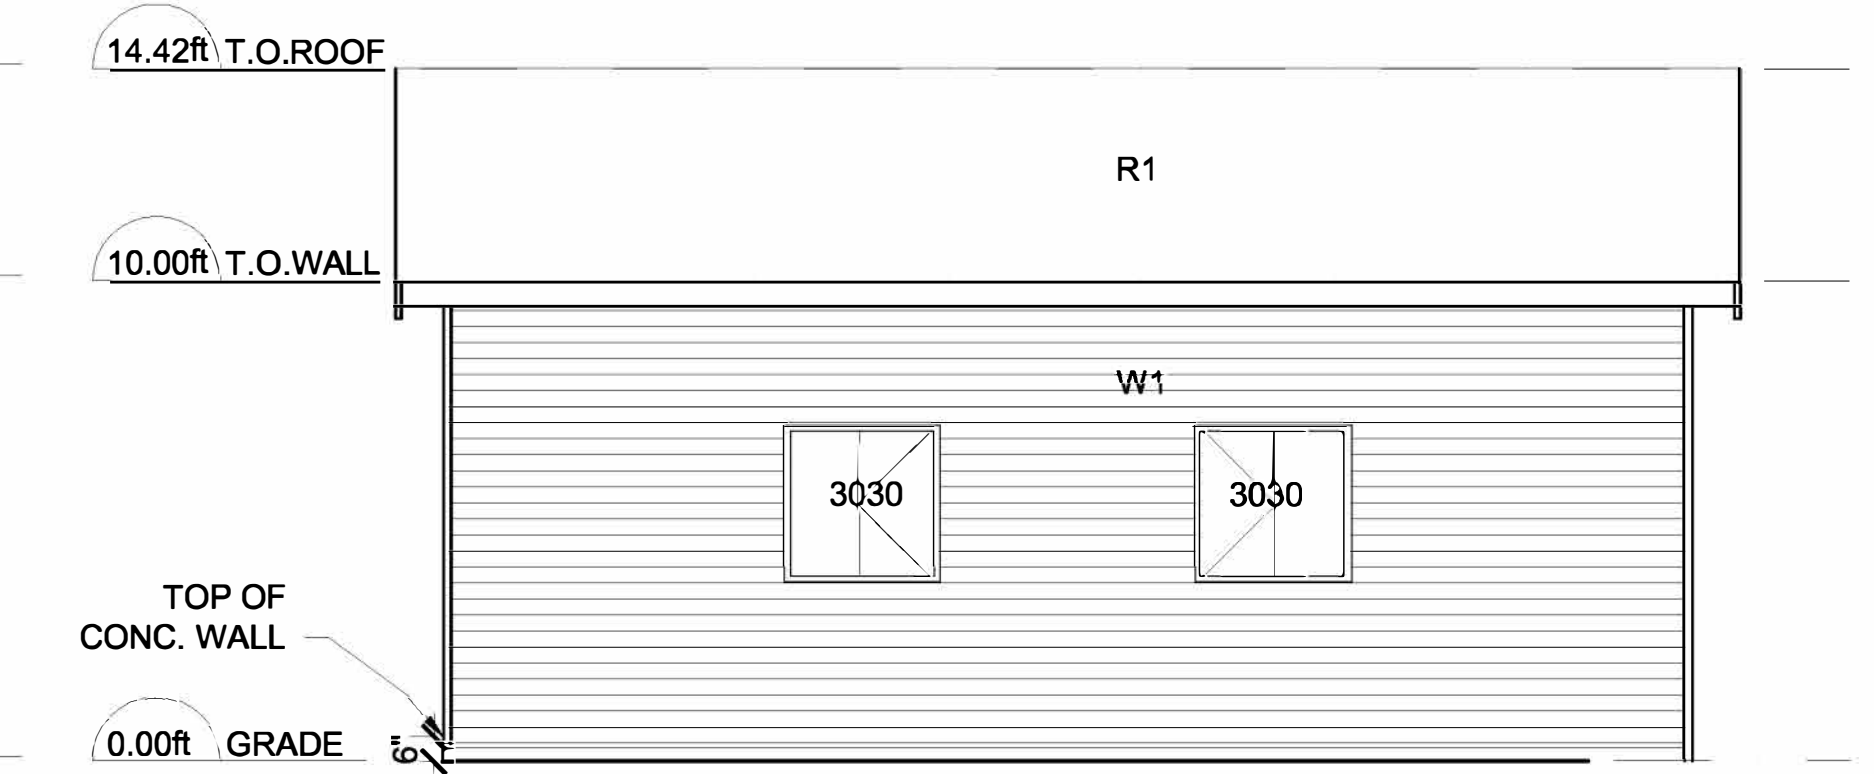 14.42ft T.O.ROOF
R1
10.00ft T.O.WALL
W1
3030 3030
TOP OF
CONC. WALL
0.00ft GRADE
6"